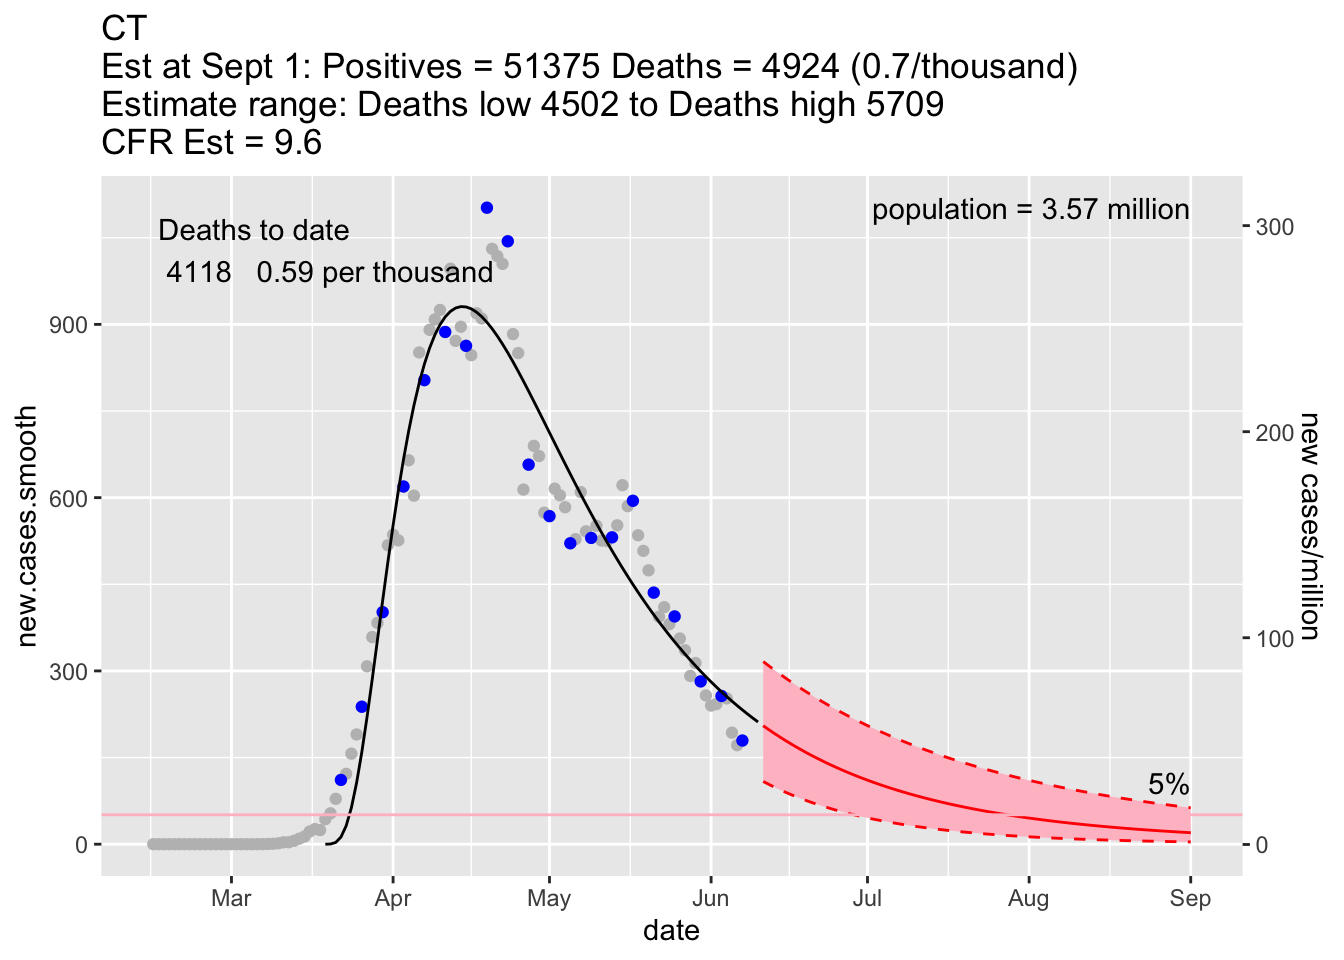 CT
Est at Sept 1: Positives = 51375 Deaths = 4924 (0.7/thousand)
Estimate range: Deaths low 4502 to Deaths high 5709
CFR Est = 9.6
population = 3.57 million
Deaths to date
4118 0.59 per thousand
300
900
200
new.cases.smooth
new cases/million
600
100
300
5%
0
0
Mar Apr May Jun Jul Aug Sep
date